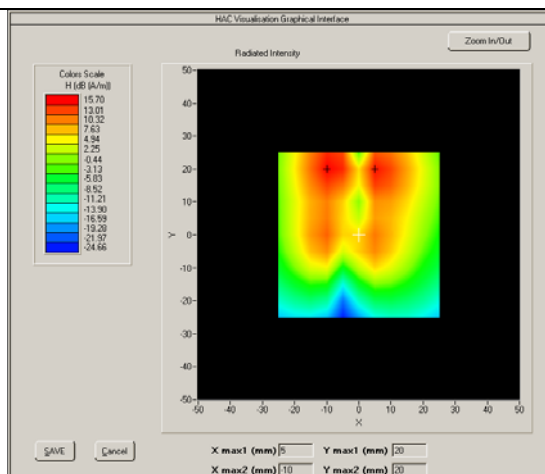 HAC Visualisation Graphical Interface
Zoom In/Out
Radiated Intensity
Colors Scale
H (dB (A/m))
15.70
13.01
10.32
7.63
4.94
2.25
-0.44
-3.13
-5.83
-8.52
-11.21
-13.90
-16.59
-19.28
-21.97
-24.66
50
40
30
20
10
Y
0
-10
-20
-30
-40
-50
-50 -40 -30 -20 -10 0 10 20 30 40 50
X
SAVE Cancel
X max1 (mm) 5 Y max1 (mm) 20
X max2 (mm) -10 Y max2 (mm) 20